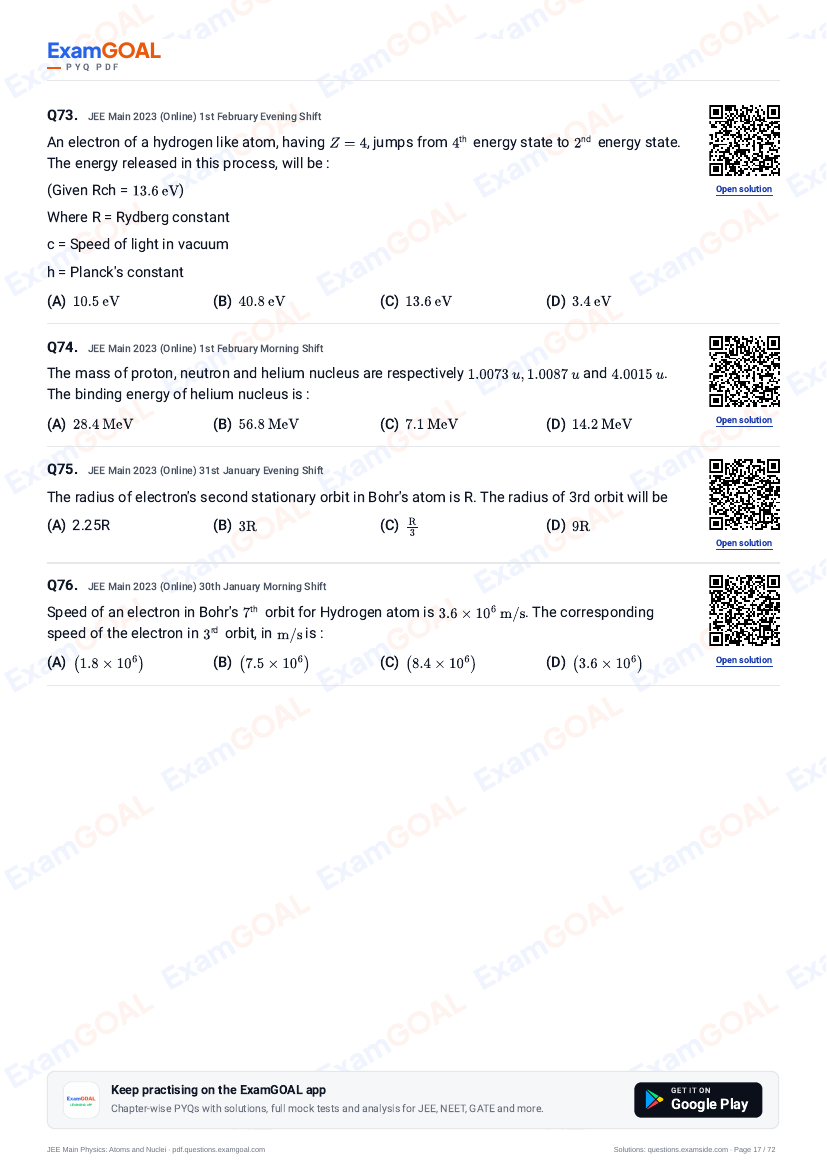 ExamGOAL
PYQ PDF
Q73. JEE Main 2023 (Online) 1st February Evening Shift
An electron of a hydrogen like atom, having Z = 4, jumps from 4th energy state to 2nd energy state.
The energy released in this process, will be :
(Given Rch = 13.6 eV)
Where R = Rydberg constant
c = Speed of light in vacuum
h = Planck's constant
(A) 10.5 eV (B) 40.8 eV (C) 13.6 eV (D) 3.4 eV
Open solution
Q74. JEE Main 2023 (Online) 1st February Morning Shift
The mass of proton, neutron and helium nucleus are respectively 1.0073 u, 1.0087 u and 4.0015 u.
The binding energy of helium nucleus is :
(A) 28.4 MeV (B) 56.8 MeV (C) 7.1 MeV (D) 14.2 MeV
Open solution
Q75. JEE Main 2023 (Online) 31st January Evening Shift
The radius of electron's second stationary orbit in Bohr's atom is R. The radius of 3rd orbit will be
(A) 2.25R (B) 3R (C) R/3 (D) 9R
Open solution
Q76. JEE Main 2023 (Online) 30th January Morning Shift
Speed of an electron in Bohr's 7th orbit for Hydrogen atom is 3.6 × 10⁶ m/s. The corresponding
speed of the electron in 3rd orbit, in m/s is :
(A) (1.8 × 10⁶) (B) (7.5 × 10⁶) (C) (8.4 × 10⁶) (D) (3.6 × 10⁶)
Open solution
ExamGOAL
Keep practising on the ExamGOAL app
Chapter-wise PYQs with solutions, full mock tests and analysis for JEE, NEET, GATE and more.
GET IT ON
Google Play
JEE Main Physics: Atoms and Nuclei · pdf.questions.examgoal.com
Solutions: questions.examside.com · Page 17 / 72